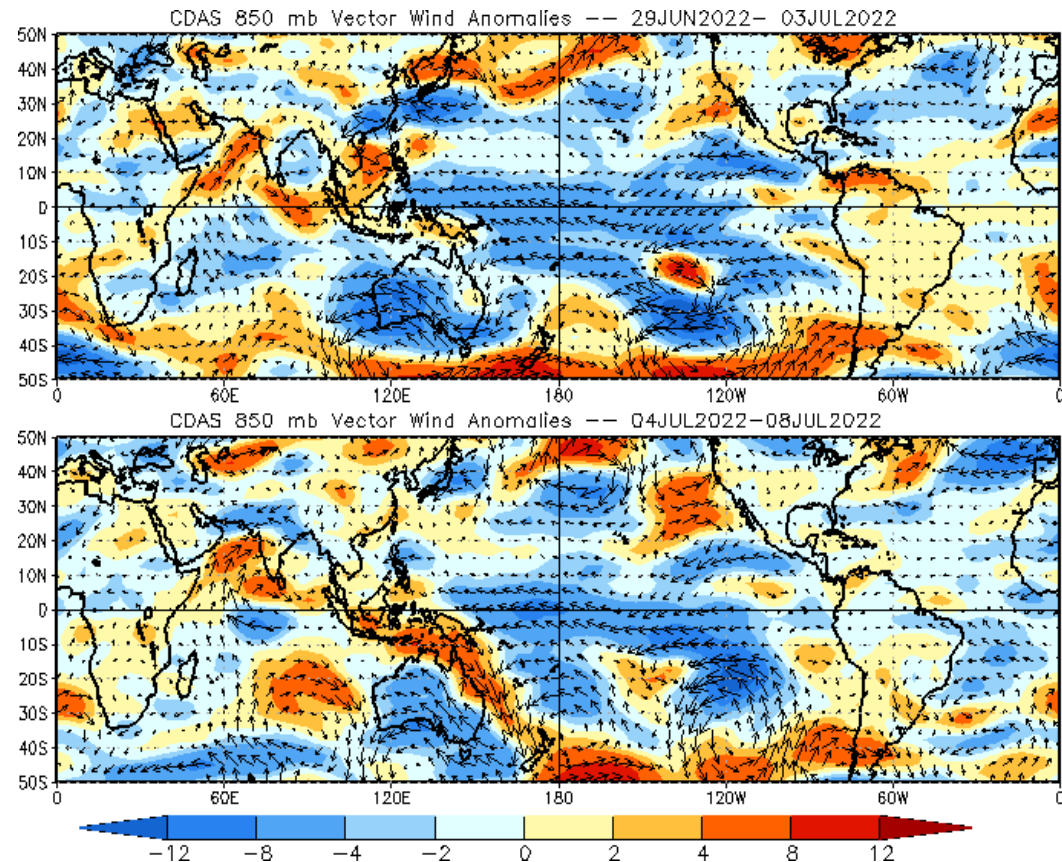 CDAS 850 mb Vector Wind Anomalies -- 29JUN2022- 03JUL2022
50N
40N
30N
20N
10N
0
10S
20S
30S
40S
50S
0 60E 120E 180 120W 60W 0
CDAS 850 mb Vector Wind Anomalies -- 04JUL2022-08JUL2022
50N
40N
30N
20N
10N
0
10S
20S
30S
40S
50S
0 60E 120E 180 120W 60W 0
-12 -8 -4 -2 0 2 4 8 12